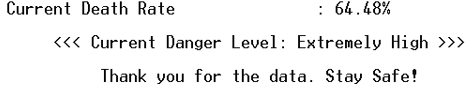 Current Death Rate : 64.48%
<<< Current Danger Level: Extremely High >>>
Thank you for the data. Stay Safe!